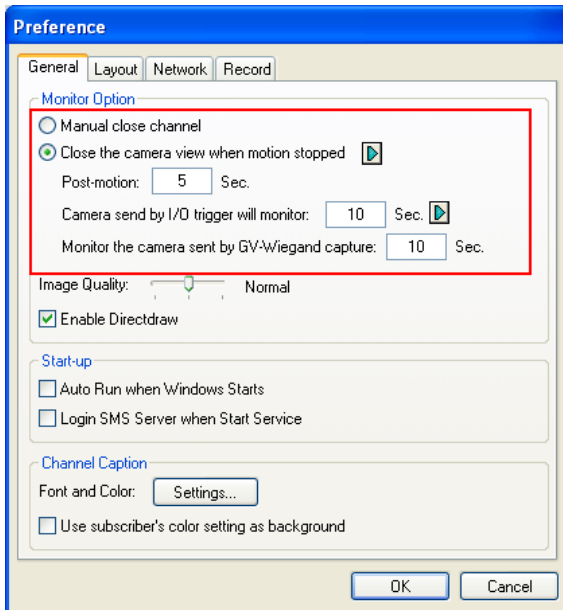 Preference
General Layout Network Record
Monitor Option
Manual close channel
Close the camera view when motion stopped
Post-motion: 5 Sec.
Camera send by I/O trigger will monitor: 10 Sec.
Monitor the camera sent by GV-Wiegand capture: 10 Sec.
Image Quality: Normal
Enable Directdraw
Start-up
Auto Run when Windows Starts
Login SMS Server when Start Service
Channel Caption
Font and Color: Settings...
Use subscriber's color setting as background
OK Cancel